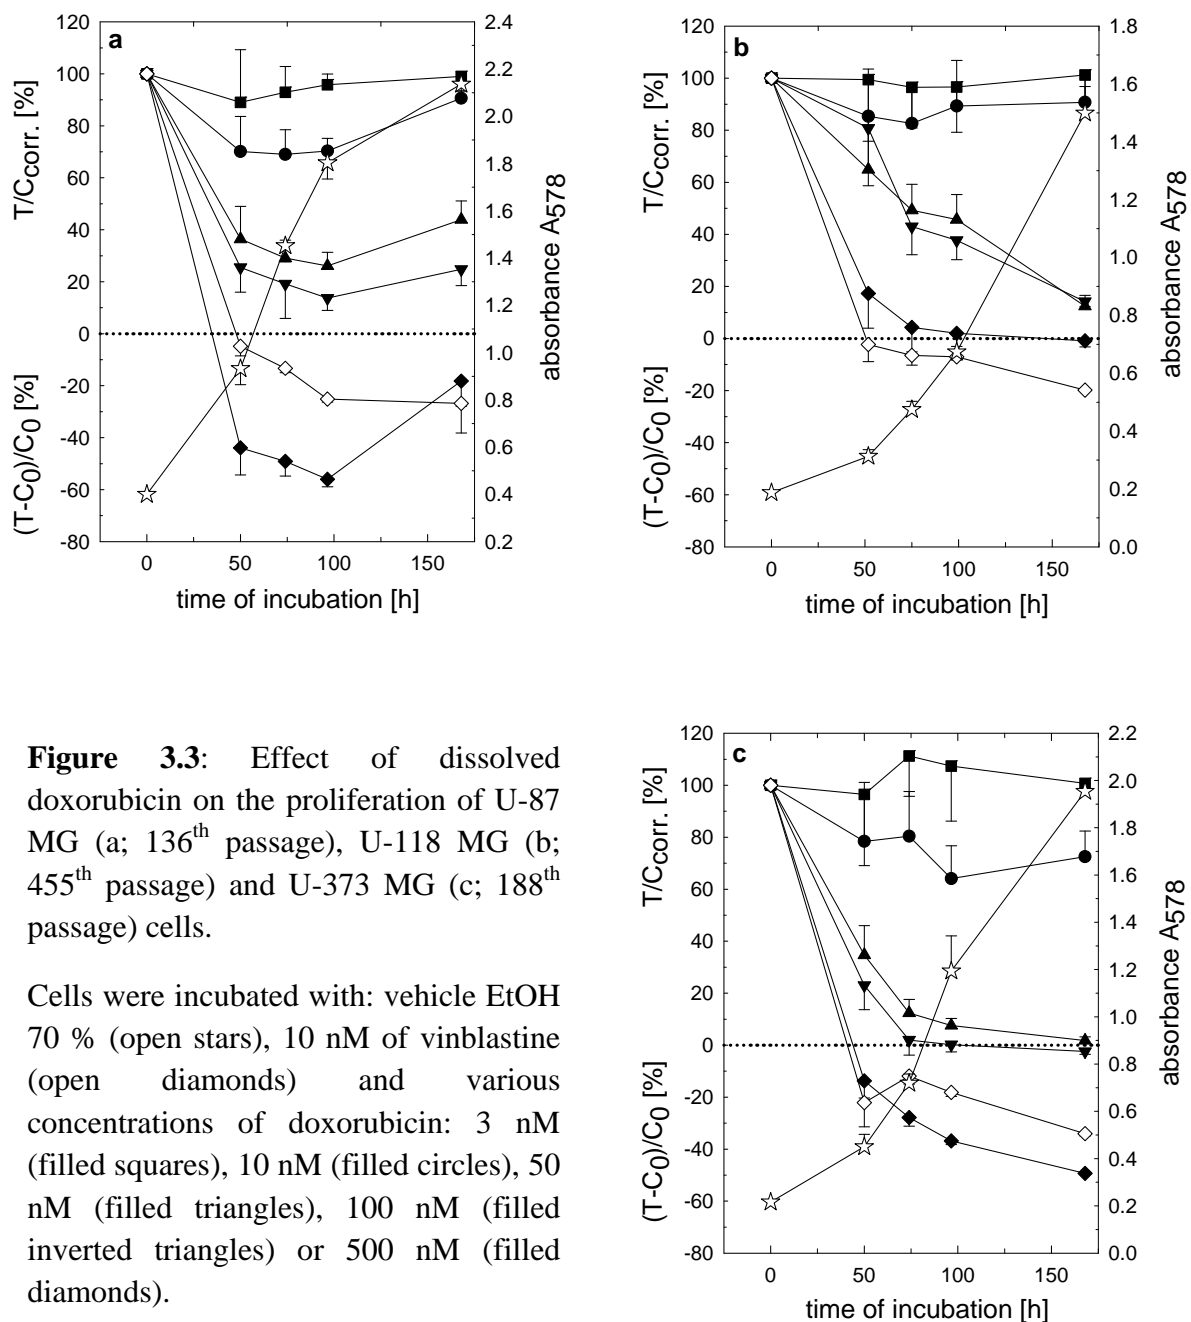 a
120
100
80
60
40
20
0
-20
-40
-60
-80
T/Ccorr. [%]
(T-C0)/C0 [%]
2.4
2.2
2.0
1.8
1.6
1.4
1.2
1.0
0.8
0.6
0.4
0.2
absorbance A578
0 50 100 150
time of incubation [h]
b
120
100
80
60
40
20
0
-20
-40
-60
-80
T/Ccorr. [%]
(T-C0)/C0 [%]
1.8
1.6
1.4
1.2
1.0
0.8
0.6
0.4
0.2
0.0
absorbance A578
0 50 100 150
time of incubation [h]
Figure 3.3: Effect of dissolved
doxorubicin on the proliferation of U-87
MG (a; 136th passage), U-118 MG (b;
455th passage) and U-373 MG (c; 188th
passage) cells.
Cells were incubated with: vehicle EtOH
70 % (open stars), 10 nM of vinblastine
(open diamonds) and various
concentrations of doxorubicin: 3 nM
(filled squares), 10 nM (filled circles), 50
nM (filled triangles), 100 nM (filled
inverted triangles) or 500 nM (filled
diamonds).
c
120
100
80
60
40
20
0
-20
-40
-60
-80
T/Ccorr. [%]
(T-C0)/C0 [%]
2.2
2.0
1.8
1.6
1.4
1.2
1.0
0.8
0.6
0.4
0.2
0.0
absorbance A578
0 50 100 150
time of incubation [h]